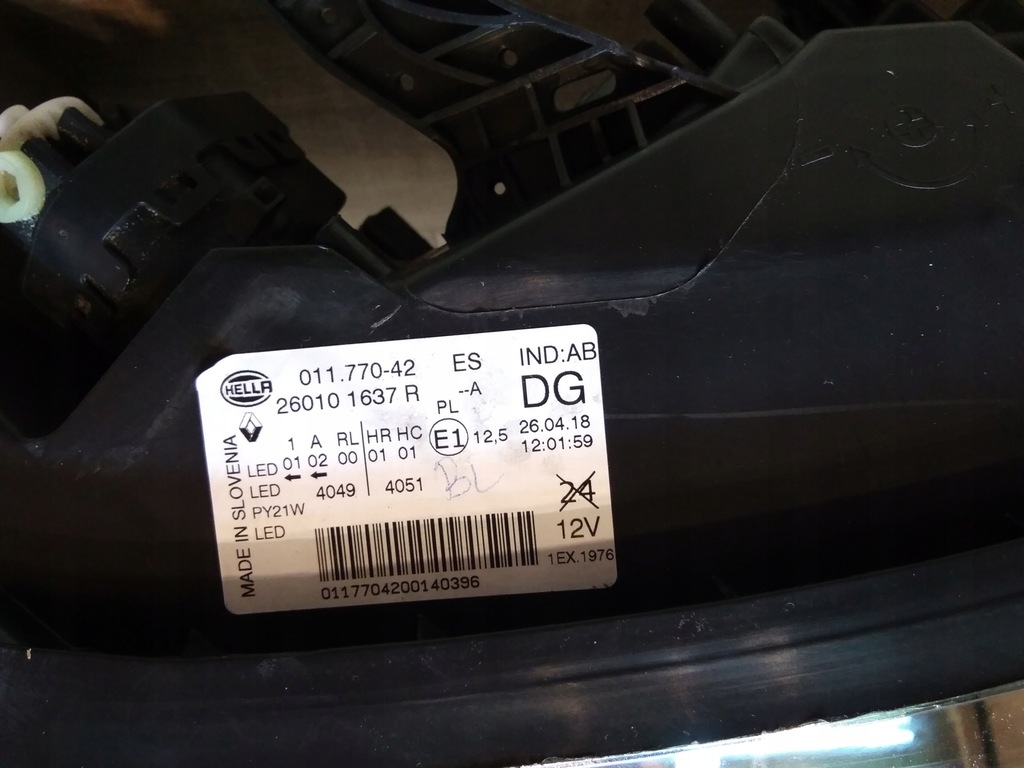 HELLA
011.770-42 ES IND:AB
26010 1637 R --A DG
PL
1 A RL HR HC E1 12,5 26.04.18
LED 01 02 00 01 01 12:01:59
LED 4049 4051 BL 24
PY21W
LED 12V
1EX.1976
0117704200140396
MADE IN SLOVENIA